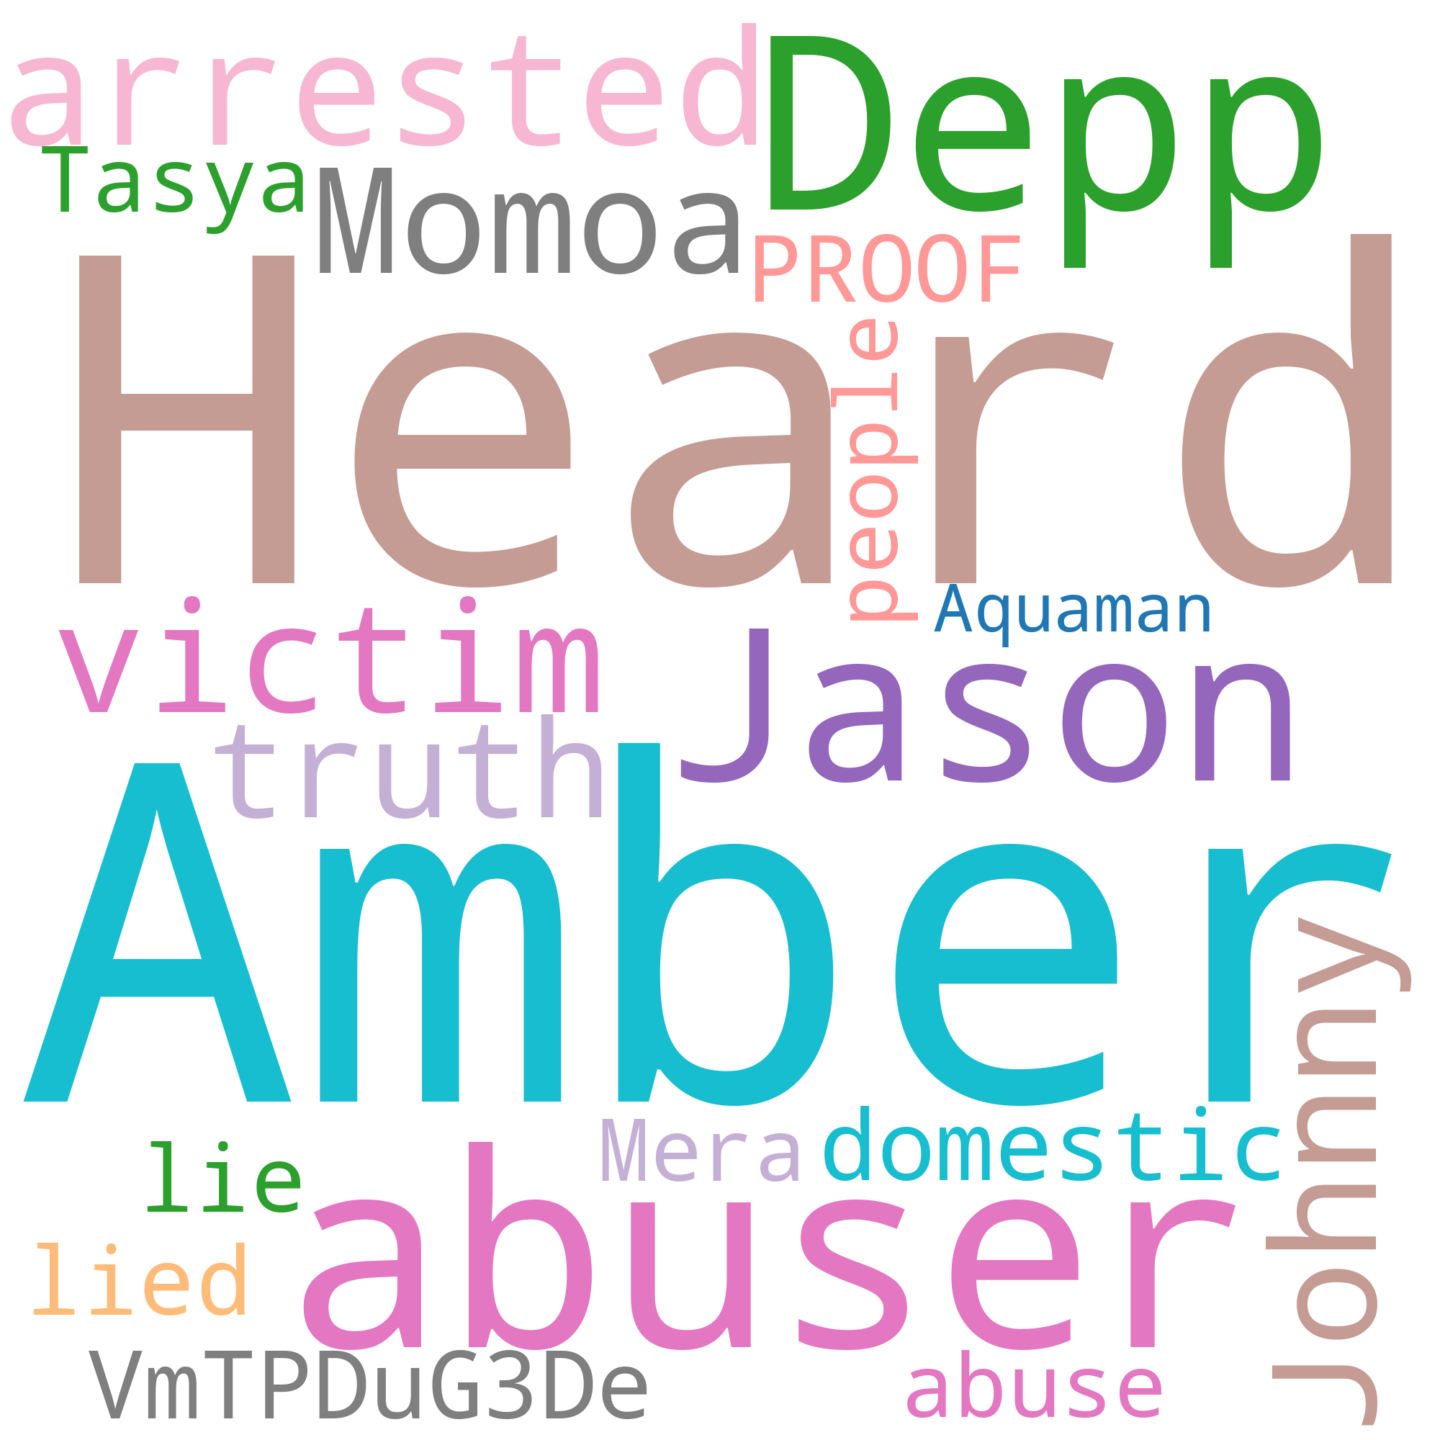 arrested
Depp
Tasya
Momoa
PROOF
Heard
people
Aquaman
victim
Jason
truth
Amber
Johnny
Mera
domestic
lie
abuser
lied
VmTPDuG3De
abuse